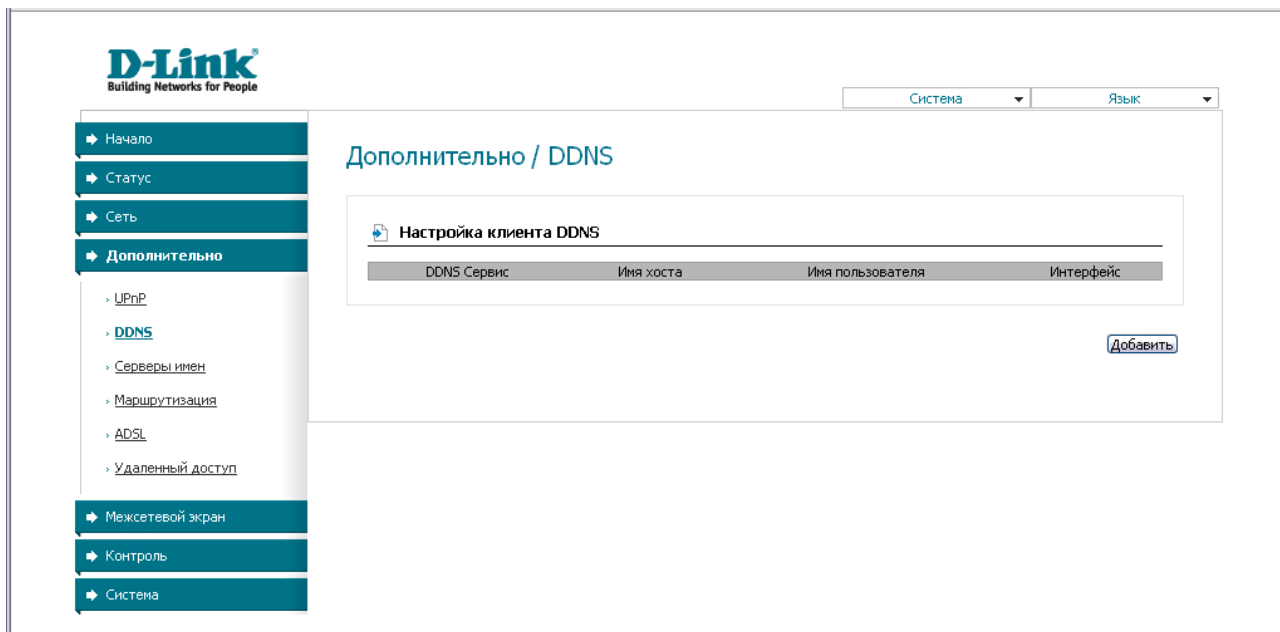 D-Link
Building Networks for People
Система
Язык
Начало
Статус
Сеть
Дополнительно
UPnP
DDNS
Серверы имен
Маршрутизация
ADSL
Удаленный доступ
Межсетевой экран
Контроль
Система
Дополнительно / DDNS
Настройка клиента DDNS
DDNS Сервис Имя хоста Имя пользователя Интерфейс
Добавить